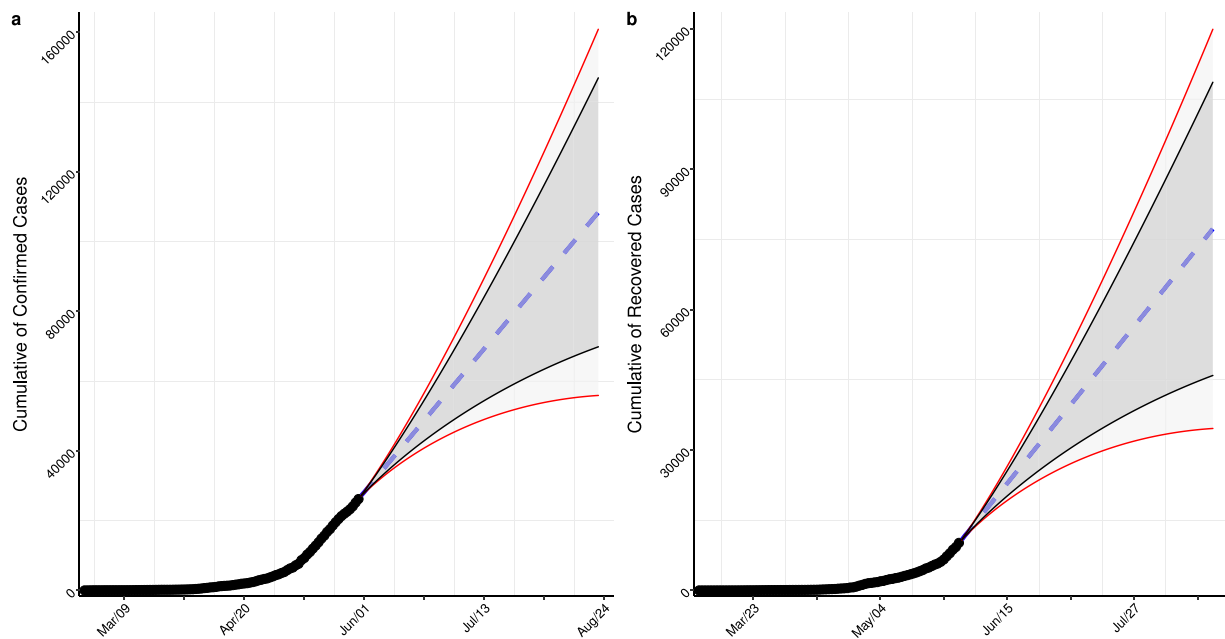 a
Cumulative of Confirmed Cases
160000
120000
80000
40000
0
Mar/09
Apr/20
Jun/01
Jul/13
Aug/24
b
Cumulative of Recovered Cases
120000
90000
60000
30000
0
Mar/23
May/04
Jun/15
Jul/27